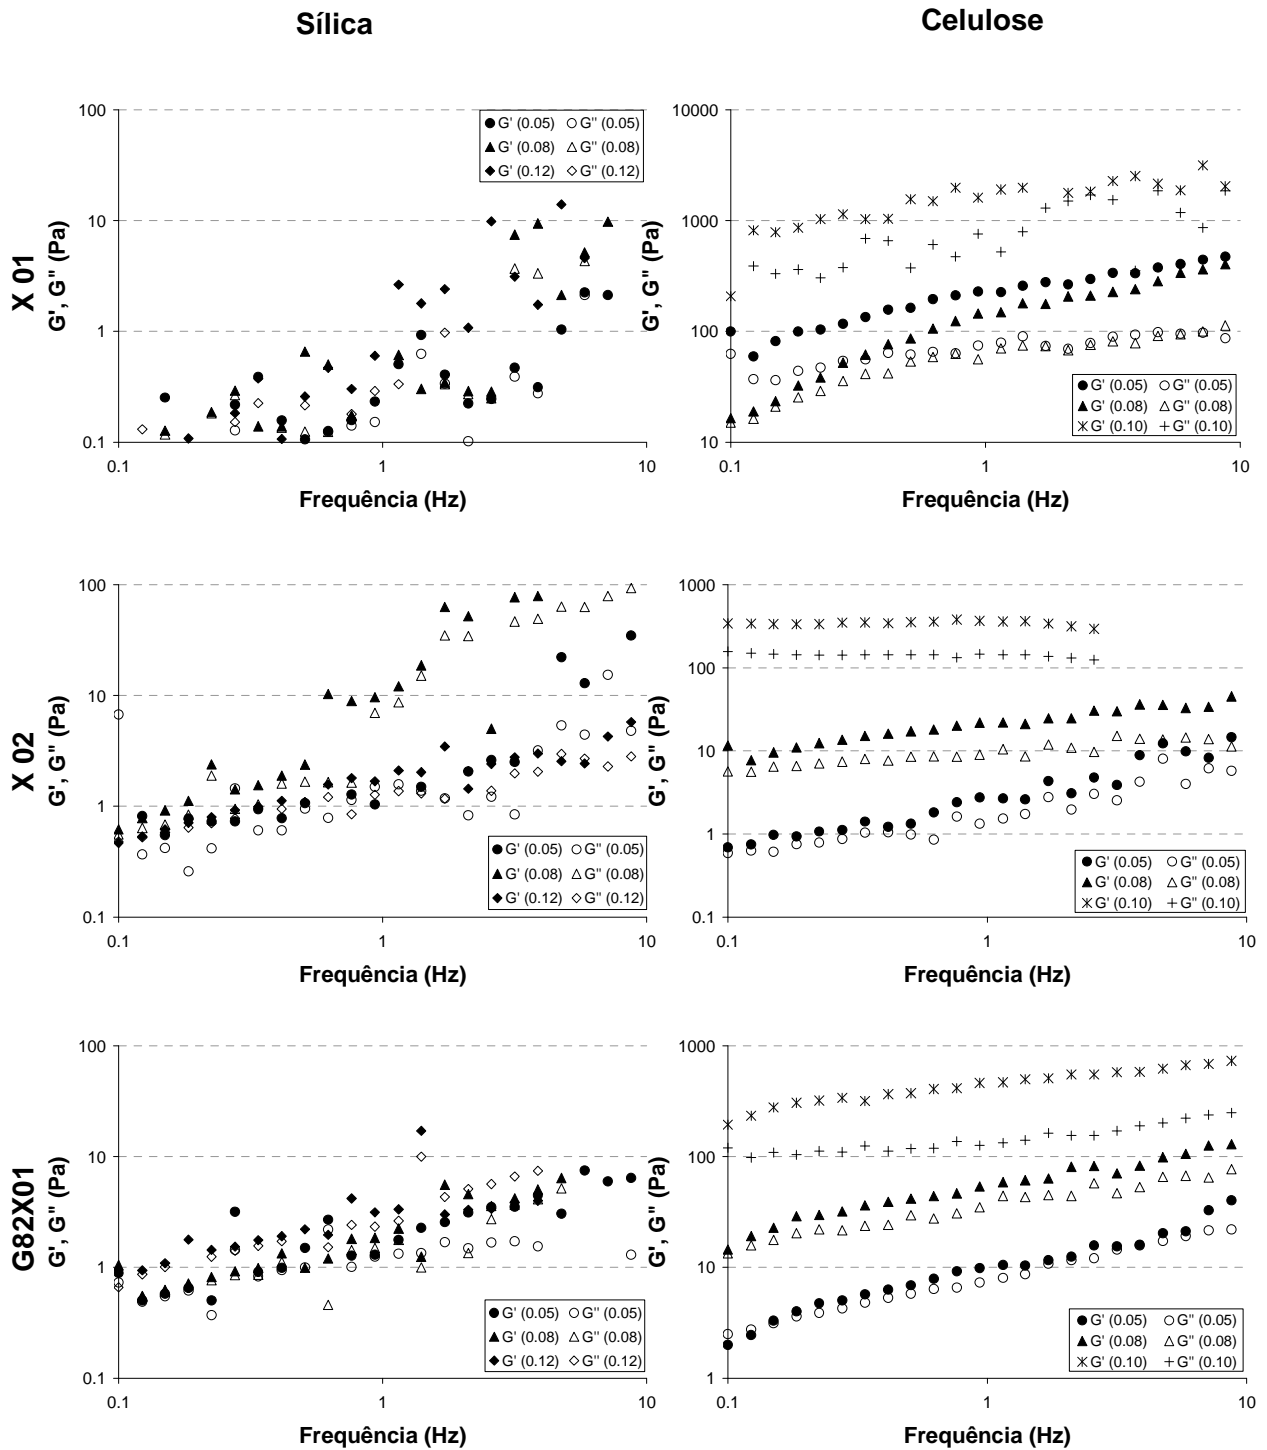 Sílica
Celulose
X 01
G', G" (Pa)
100
10
1
0.1
0.1
1
10
Frequência (Hz)
G' (0.05) G" (0.05)
G' (0.08) G" (0.08)
G' (0.12) G" (0.12)
G', G" (Pa)
10000
1000
100
10
0.1
1
10
Frequência (Hz)
G' (0.05) G" (0.05)
G' (0.08) G" (0.08)
G' (0.10) G" (0.10)
X 02
G', G" (Pa)
100
10
1
0.1
0.1
1
10
Frequência (Hz)
G' (0.05) G" (0.05)
G' (0.08) G" (0.08)
G' (0.12) G" (0.12)
G', G" (Pa)
1000
100
10
1
0.1
0.1
1
10
Frequência (Hz)
G' (0.05) G" (0.05)
G' (0.08) G" (0.08)
G' (0.10) G" (0.10)
G82X01
G', G" (Pa)
100
10
1
0.1
0.1
1
10
Frequência (Hz)
G' (0.05) G" (0.05)
G' (0.08) G" (0.08)
G' (0.12) G" (0.12)
G', G" (Pa)
1000
100
10
1
0.1
1
10
Frequência (Hz)
G' (0.05) G" (0.05)
G' (0.08) G" (0.08)
G' (0.10) G" (0.10)